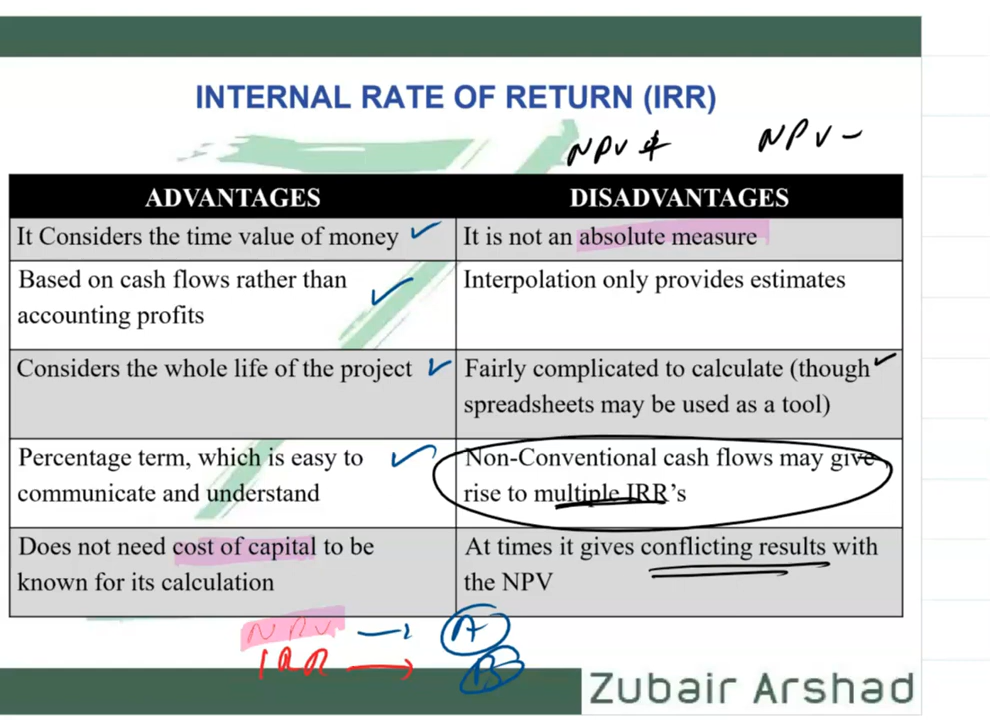 INTERNAL RATE OF RETURN (IRR)
NPV + NPV -
ADVANTAGES
DISADVANTAGES
It Considers the time value of money
It is not an absolute measure
Based on cash flows rather than
accounting profits
Interpolation only provides estimates
Considers the whole life of the project
Fairly complicated to calculate (though
spreadsheets may be used as a tool)
Percentage term, which is easy to
communicate and understand
Non-Conventional cash flows may give
rise to multiple IRR's
Does not need cost of capital to be
known for its calculation
At times it gives conflicting results with
the NPV
NPV → A
IRR → B
Zubair Arshad